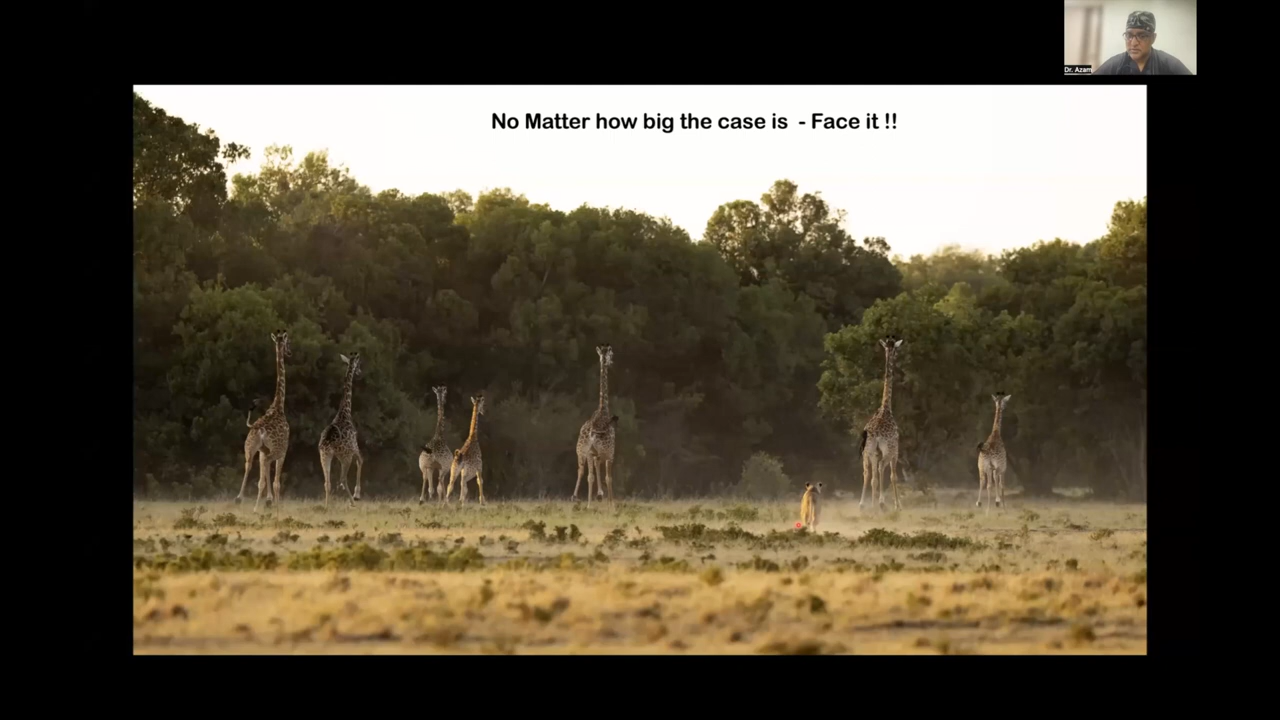 Dr. Azam
No Matter how big the case is  - Face it !!